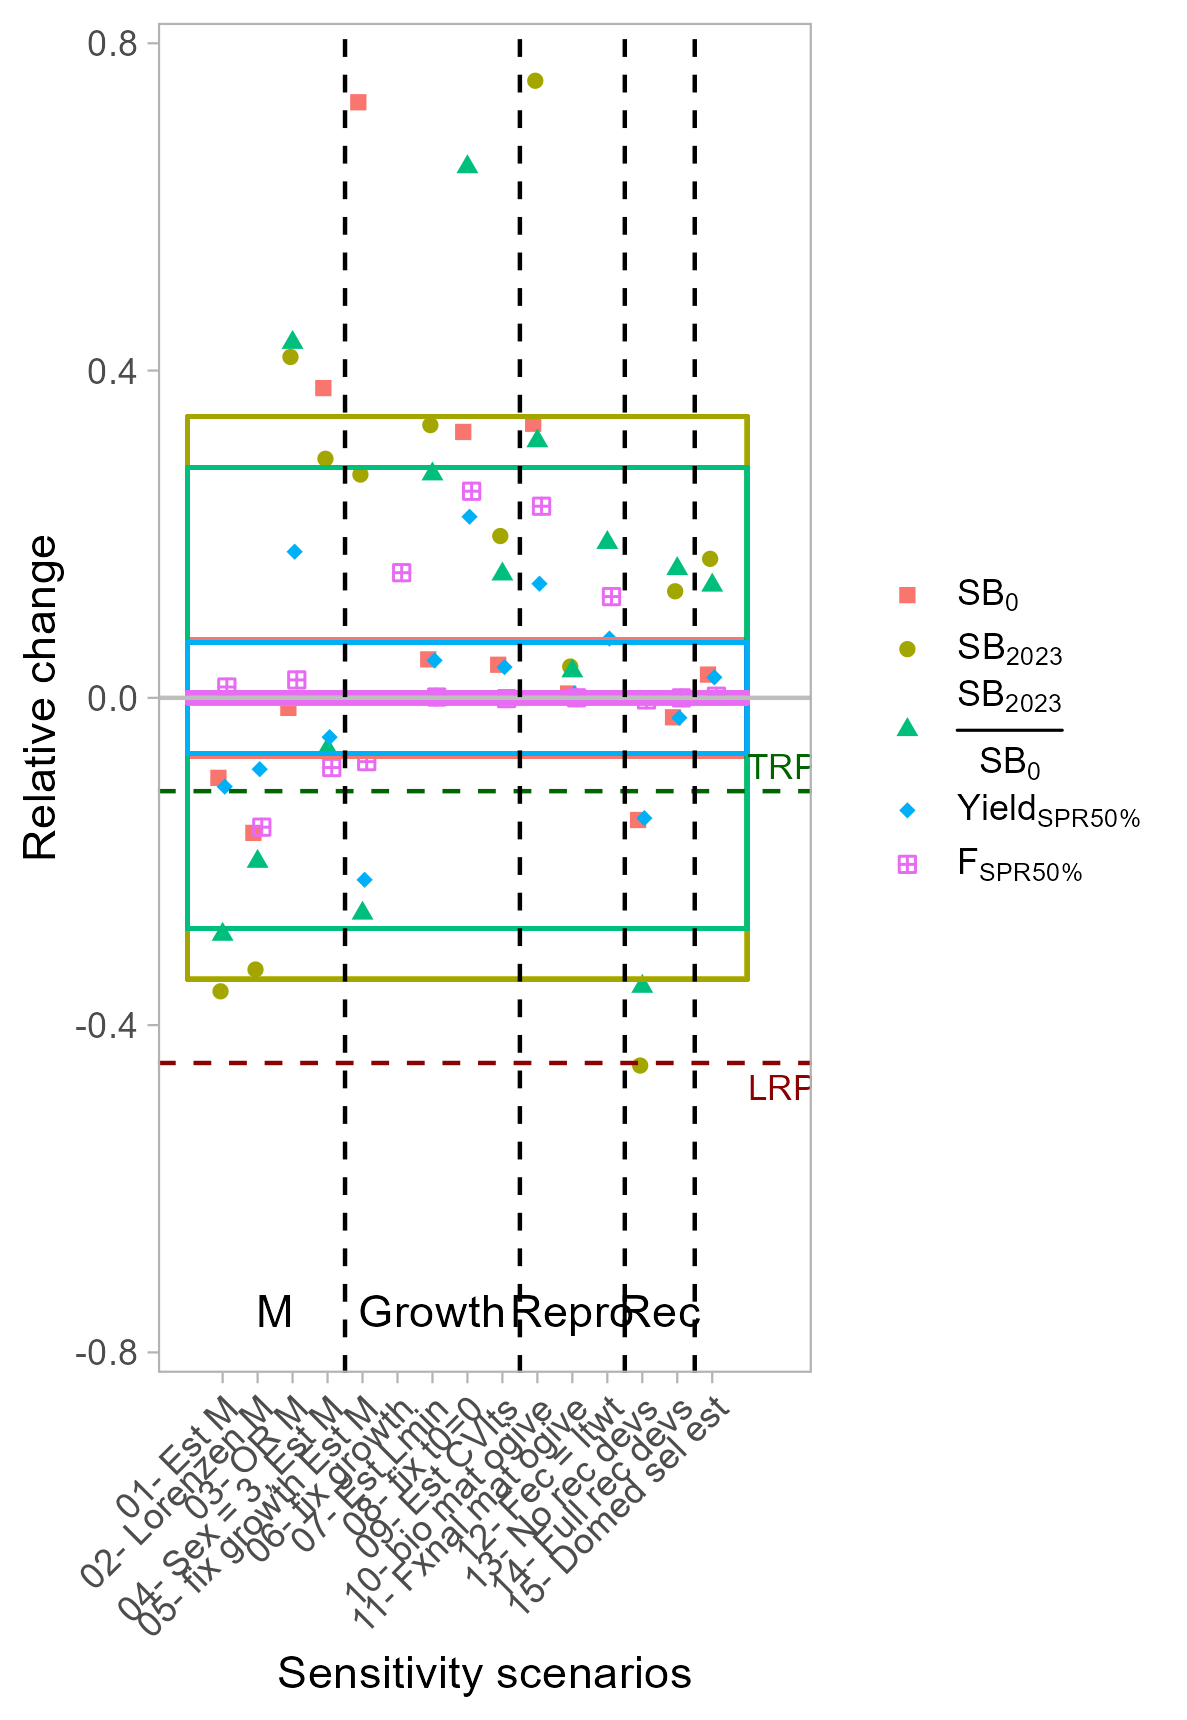 Relative change
0.8
0.4
0.0
-0.4
-0.8
TRP
LRP
M
Growth
Repro
Rec
01- Est M
02- Lorenzen M
03- OR M
04- Sex = 3, Est M
05- fix growth Est M
06- fix growth
07- Est Lmin
08- fix t0=0
09- Est CVlts
10- bio mat ogive
11- Fxnal mat ogive
12- Fec = ltwt
13- No rec devs
14- Full rec devs
15- Domed sel est
Sensitivity scenarios
SB0
SB2023
SB2023
SB0
YieldSPR50%
FSPR50%